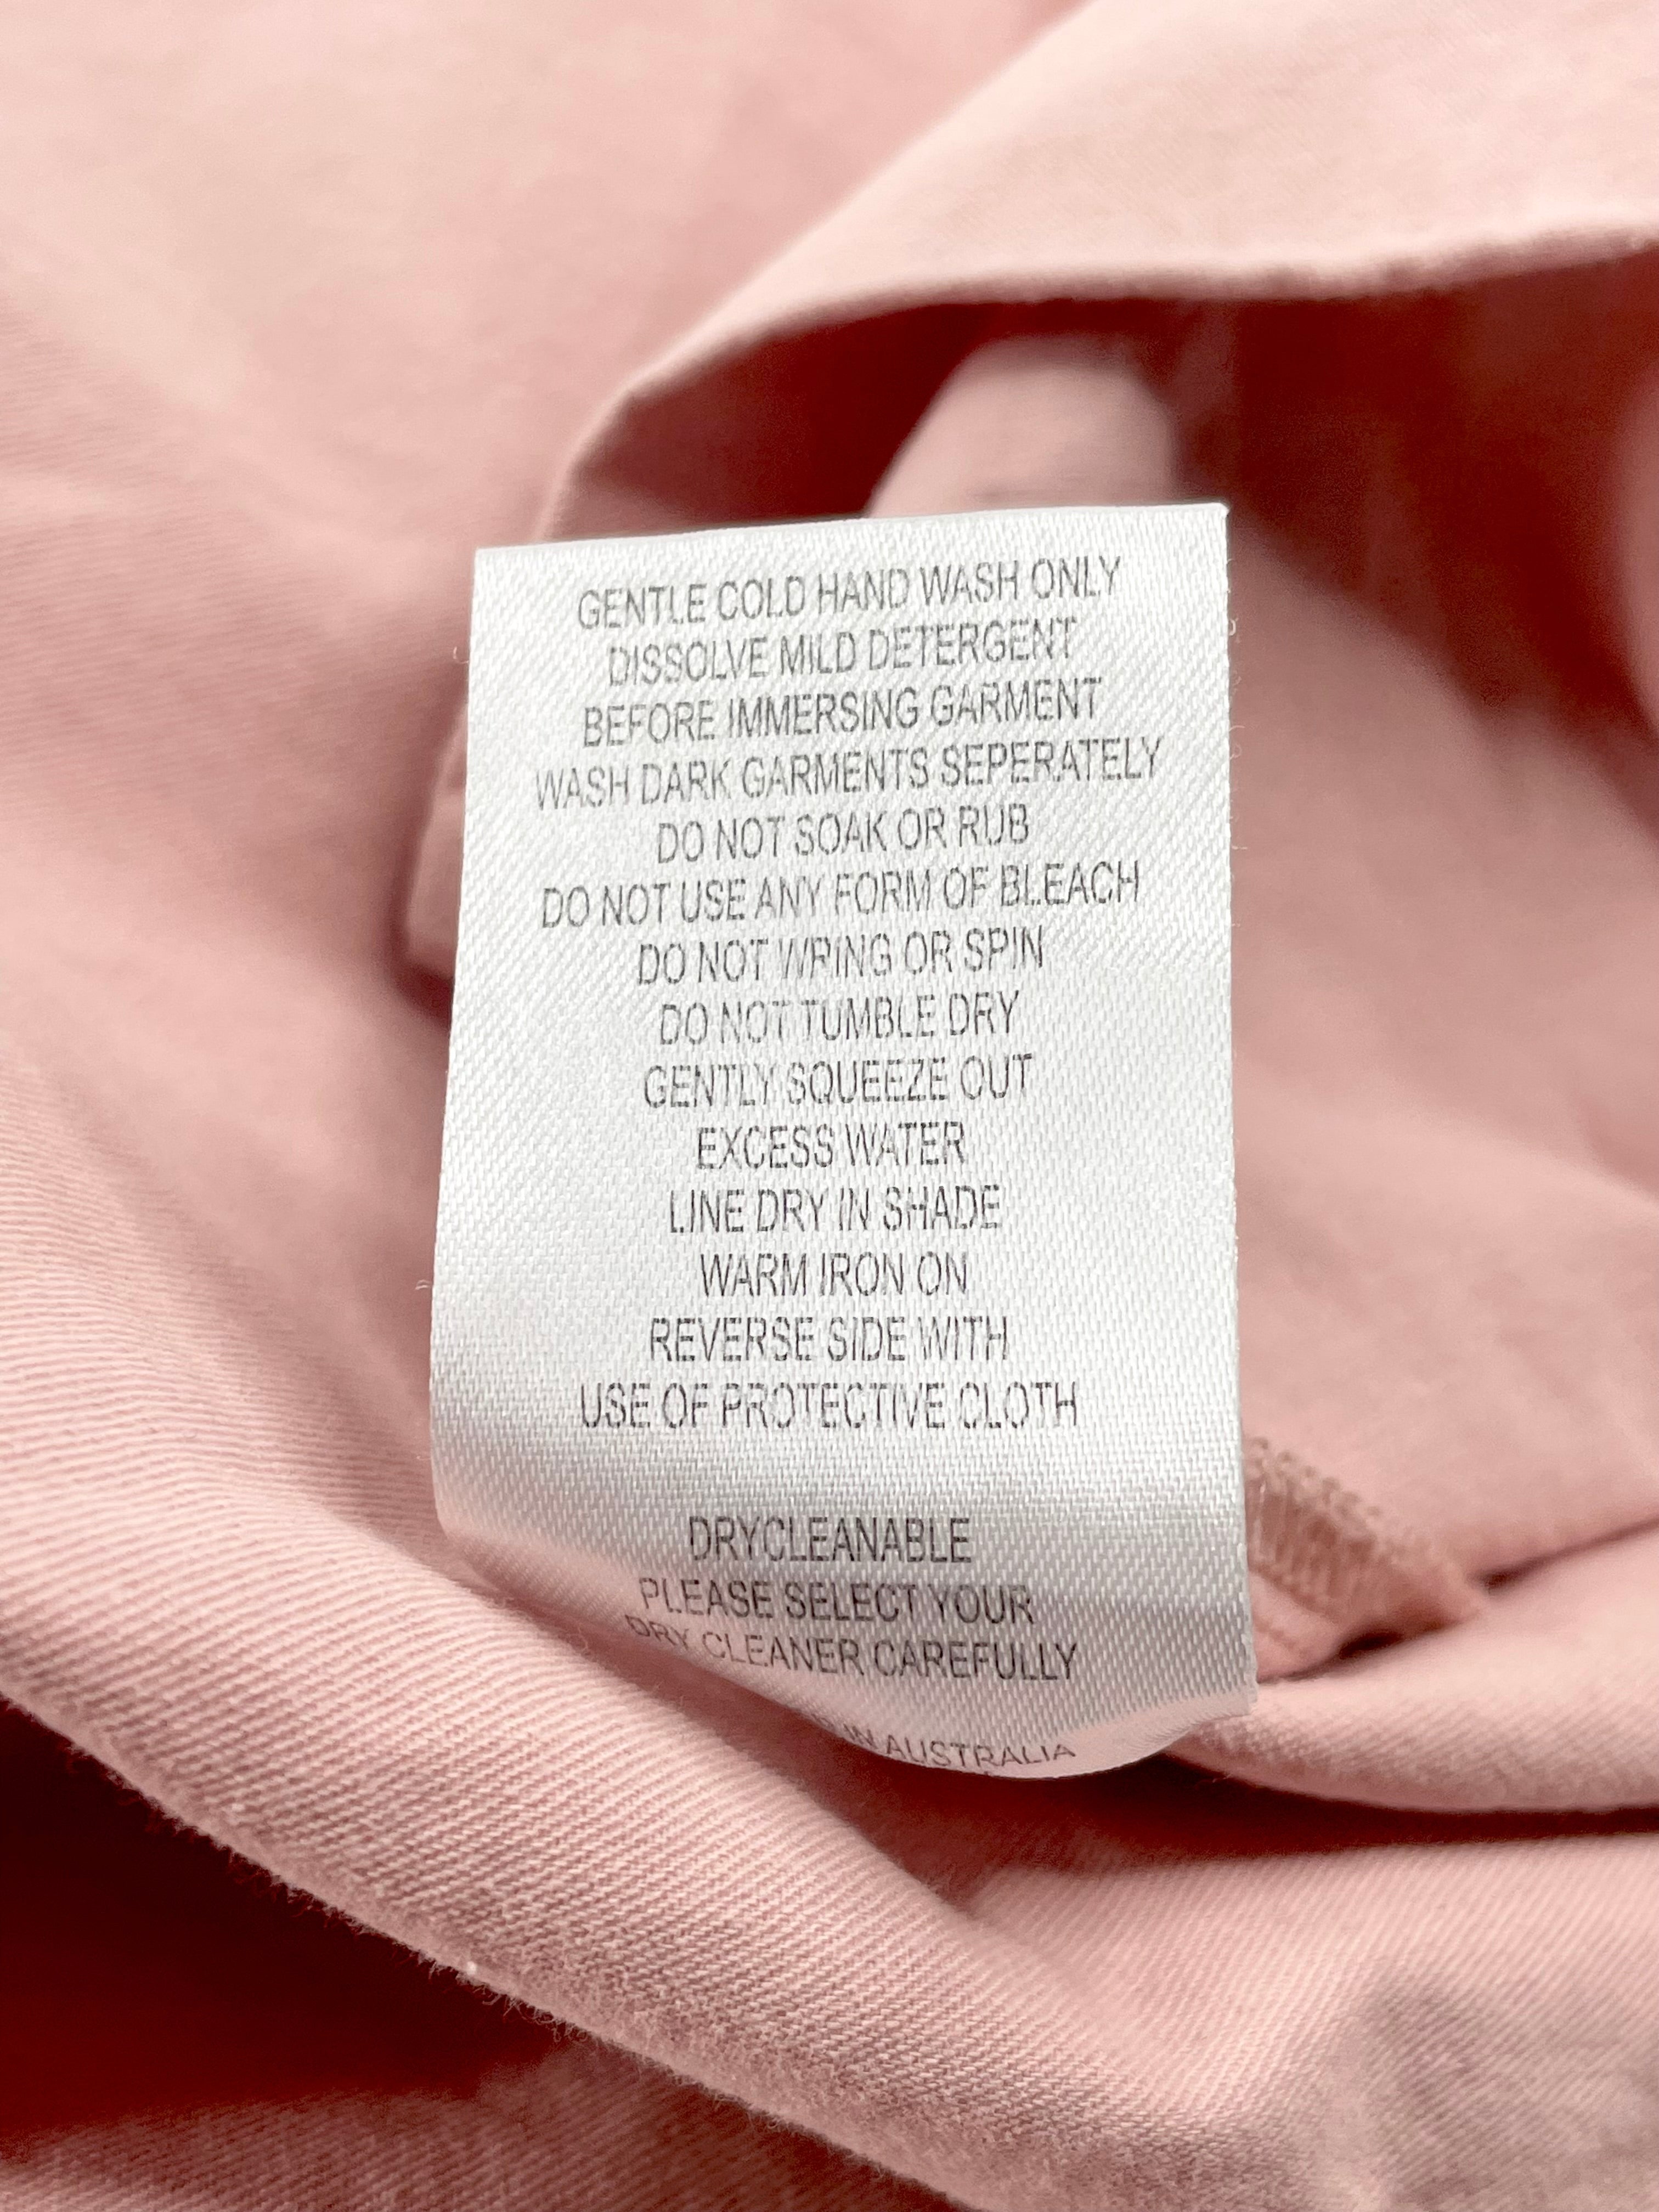 GENTLE COLD HAND WASH ONLY
DISSOLVE MILD DETERGENT
BEFORE IMMERSING GARMENT
WASH DARK GARMENTS SEPERATELY
DO NOT SOAK OR RUB
DO NOT USE ANY FORM OF BLEACH
DO NOT WRING OR SPIN
DO NOT TUMBLE DRY
GENTLY SQUEEZE OUT
EXCESS WATER
LINE DRY IN SHADE
WARM IRON ON
REVERSE SIDE WITH
USE OF PROTECTIVE CLOTH
DRYCLEANABLE
PLEASE SELECT YOUR
DRY CLEANER CAREFULLY
IN AUSTRALIA